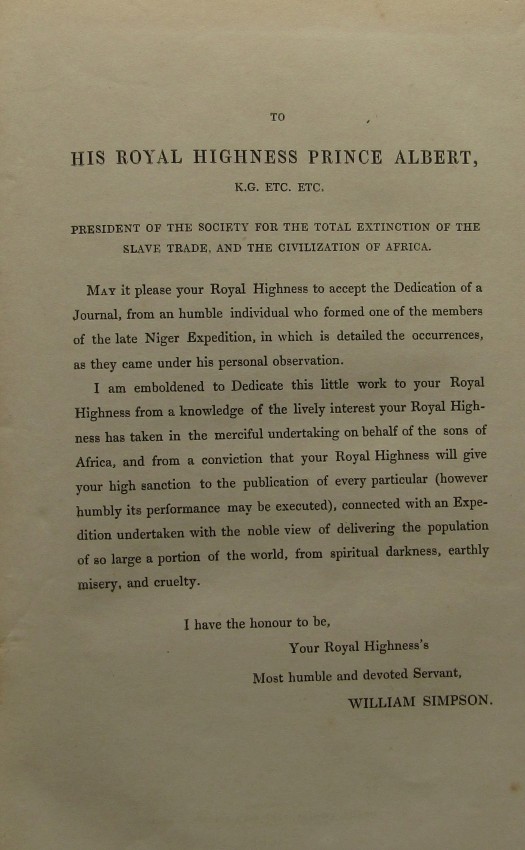 TO
HIS ROYAL HIGHNESS PRINCE ALBERT,
K.G. ETC. ETC.
PRESIDENT OF THE SOCIETY FOR THE TOTAL EXTINCTION OF THE
SLAVE TRADE, AND THE CIVILIZATION OF AFRICA.
MAY it please your Royal Highness to accept the Dedication of a
Journal, from an humble individual who formed one of the members
of the late Niger Expedition, in which is detailed the occurrences,
as they came under his personal observation.
I am emboldened to Dedicate this little work to your Royal
Highness from a knowledge of the lively interest your Royal High-
ness has taken in the merciful undertaking on behalf of the sons of
Africa, and from a conviction that your Royal Highness will give
your high sanction to the publication of every particular (however
humbly its performance may be executed), connected with an Expe-
dition undertaken with the noble view of delivering the population
of so large a portion of the world, from spiritual darkness, earthly
misery, and cruelty.
I have the honour to be,
Your Royal Highness's
Most humble and devoted Servant,
WILLIAM SIMPSON.